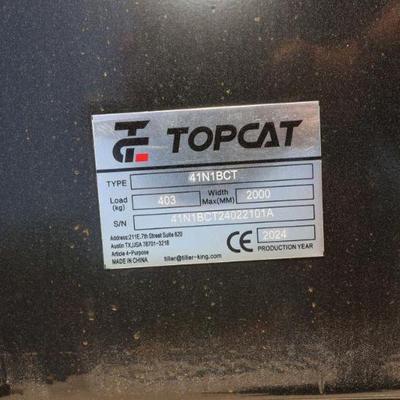 TOPCAT
TYPE 41N1BCT
Load (kg) 403 Width Max(MM) 2000
S/N 41N1BCT24022101A
Address:211E,7th Street Suite 620
Austin TX,USA 78701-3218
Article 4-Purpose
MADE IN CHINA
tiller@tiller-king.com
CE 2024
PRODUCTION YEAR